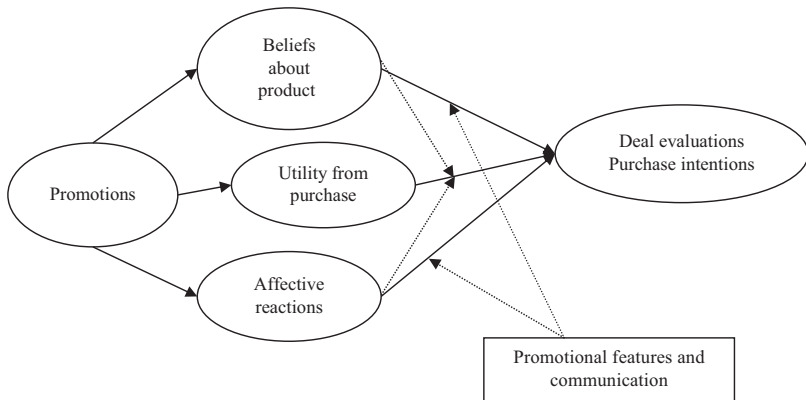 Beliefs
about
product
Deal evaluations
Purchase intentions
Promotions
Utility from
purchase
Affective
reactions
Promotional features and
communication